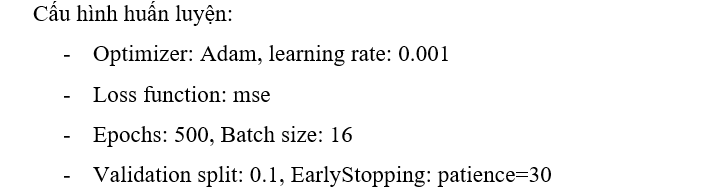 Cấu hình huấn luyện:
- Optimizer: Adam, learning rate: 0.001
- Loss function: mse
- Epochs: 500, Batch size: 16
- Validation split: 0.1, EarlyStopping: patience=30